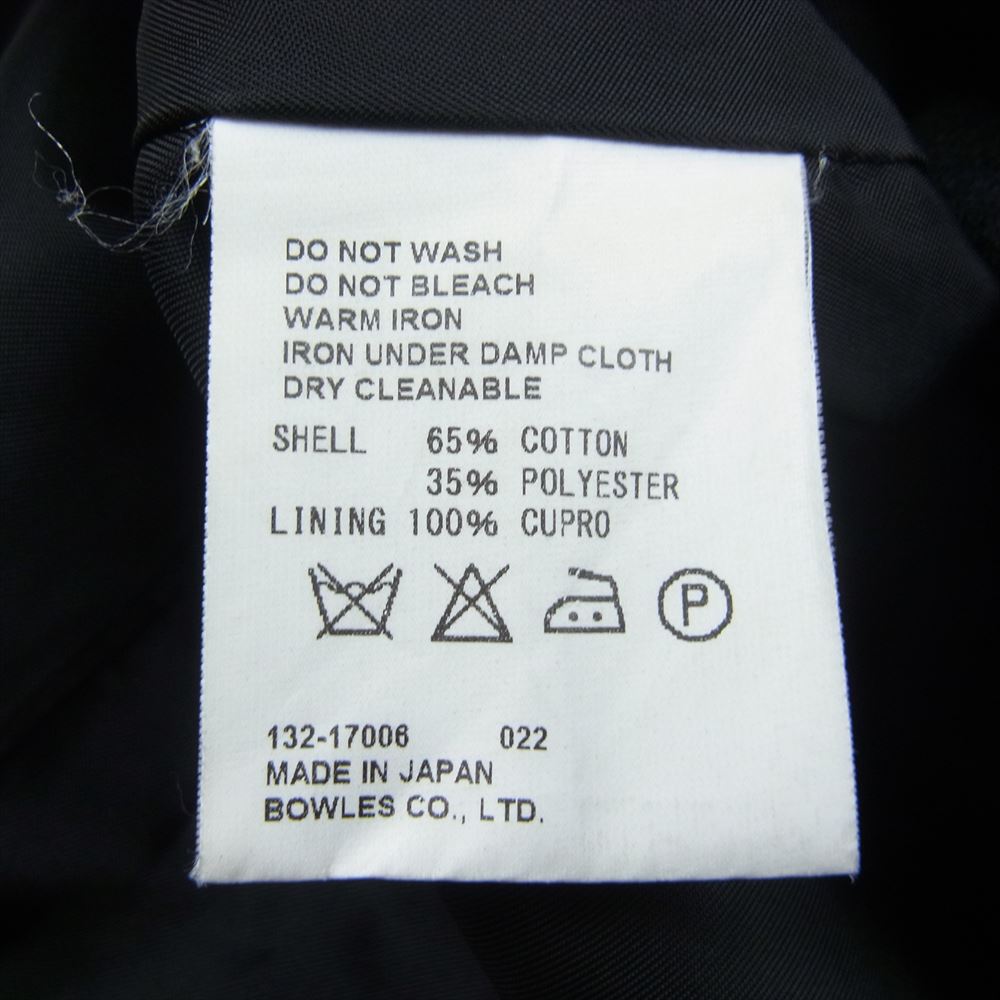 DO NOT WASH
DO NOT BLEACH
WARM IRON
IRON UNDER DAMP CLOTH
DRY CLEANABLE
SHELL 65% COTTON
35% POLYESTER
LINING 100% CUPRO
P
132-17006 022
MADE IN JAPAN
BOWLES CO., LTD.